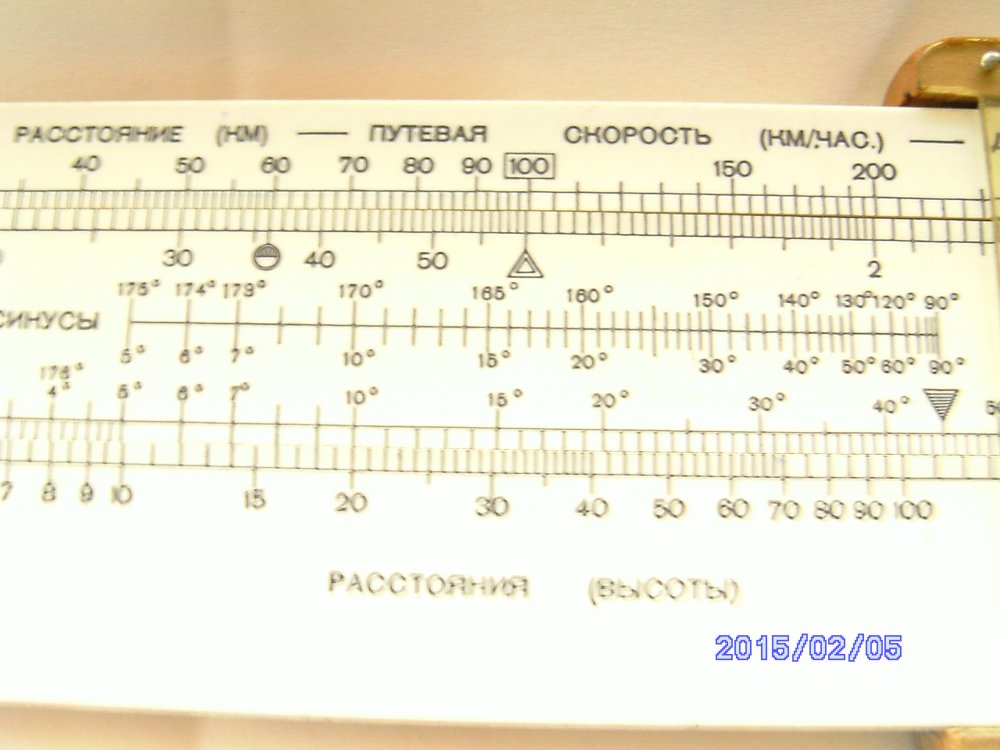 РАССТОЯНИЕ (КМ) — ПУТЕВАЯ СКОРОСТЬ (КМ/ЧАС.) —
40 50 60 70 80 90 100 150 200
30 40 50 2
175° 174° 173° 170° 165° 160° 150° 140° 130° 120° 90°
СИНУСЫ
5° 6° 7° 10° 15° 20° 30° 40° 50° 60° 90°
176°
4° 5° 6° 7° 10° 15° 20° 30° 40°
7 8 9 10 15 20 30 40 50 60 70 80 90 100
РАССТОЯНИЯ (ВЫСОТЫ)
2015/02/05